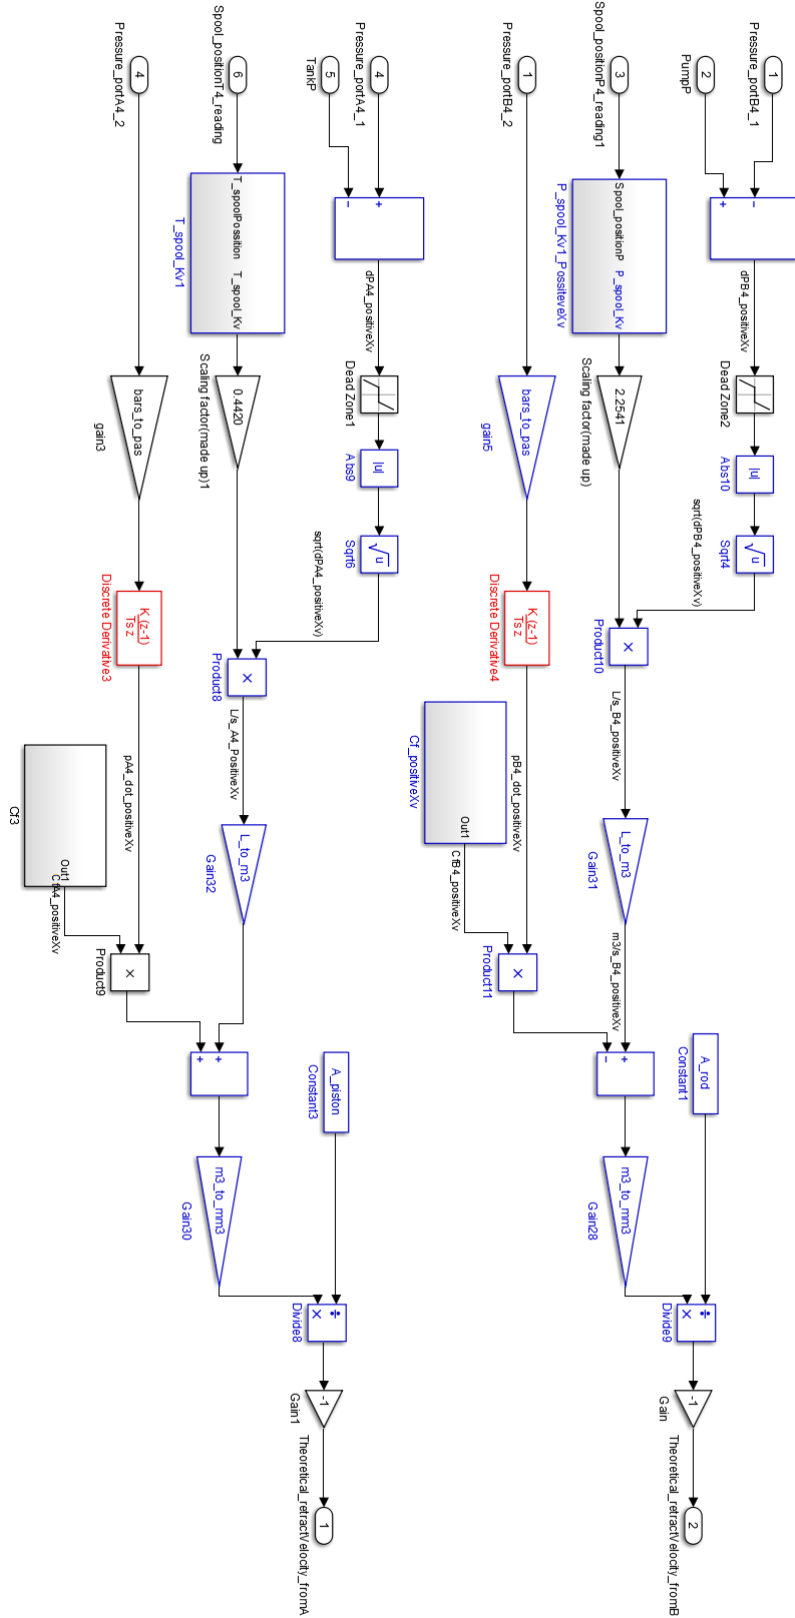 1
Pressure_portB4_1
2
PumpP
−
+
dPB4_positiveXv
Dead Zone2
|u|
Abs10
√u
Sqrt4
sqrt(dPB4_positiveXv)
3
Spool_positionP4_reading1
Spool_positionP
P_spool_Kv
P_spool_Kv1_PossiteveXv
2.2541
Scaling factor(made up)
×
Product10
L/s_B4_positiveXv
L_to_m3
Gain31
m3/s_B4_positiveXv
A_rod
Constant1
+
−
m3_to_mm3
Gain28
÷
×
Divide9
-1
Gain
2
Theoretical_retractVelocity_fromB
1
Pressure_portB4_2
bars_to_pas
gain5
K (z-1)
Ts z
Discrete Derivative4
pB4_dot_positiveXv
Out1
Cf_positiveXv
CfB4_positiveXv
×
Product11
4
Pressure_portA4_1
5
TankP
+
−
dPA4_positiveXv
Dead Zone1
|u|
Abs9
√u
Sqrt6
sqrt(dPA4_positiveXv)
6
Spool_positionT4_reading
T_spoolPossition
T_spool_Kv
T_spool_Kv1
0.4420
Scaling factor(made up)1
×
Product8
L/s_A4_PositiveXv
L_to_m3
Gain32
A_piston
Constant3
+
+
m3_to_mm3
Gain30
÷
×
Divide8
-1
Gain1
1
Theoretical_retractVelocity_fromA
4
Pressure_portA4_2
bars_to_pas
gain3
K (z-1)
Ts z
Discrete Derivative3
pA4_dot_positiveXv
Out1
Cf3
CfA4_positiveXv
×
Product9